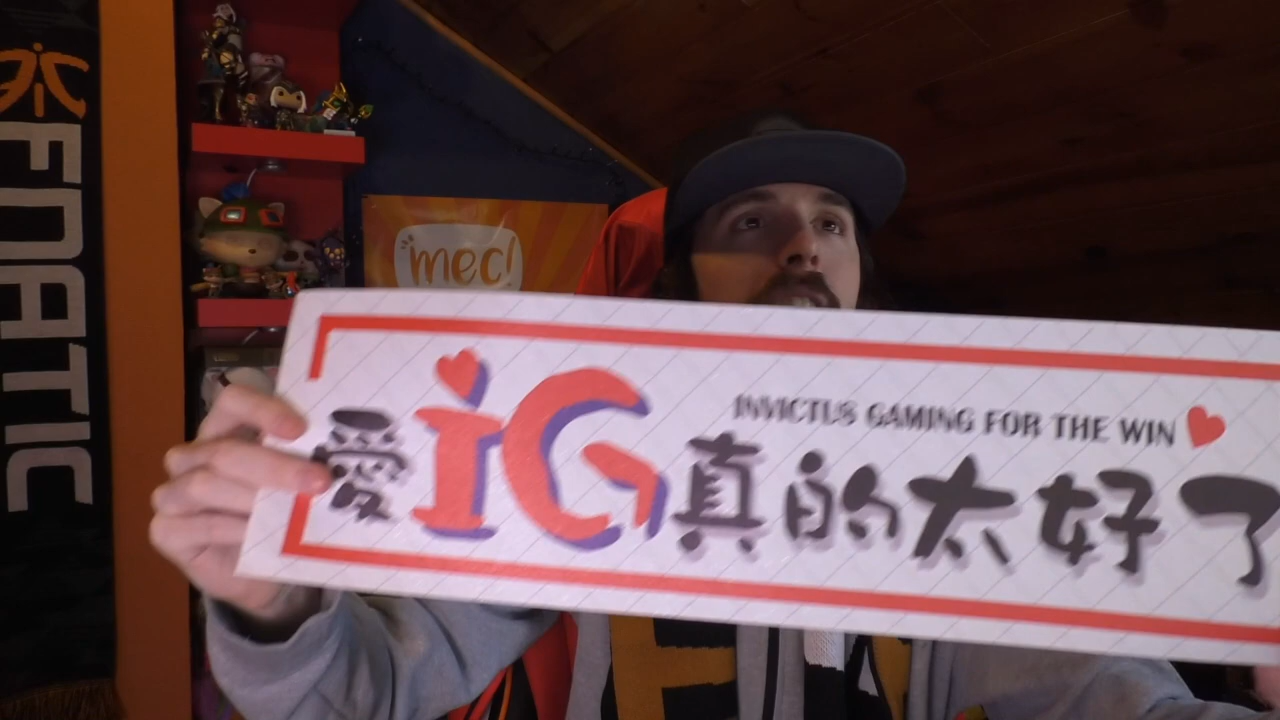 FNATIC
mec!
INVICTUS GAMING FOR THE WIN
愛iG真的太好了